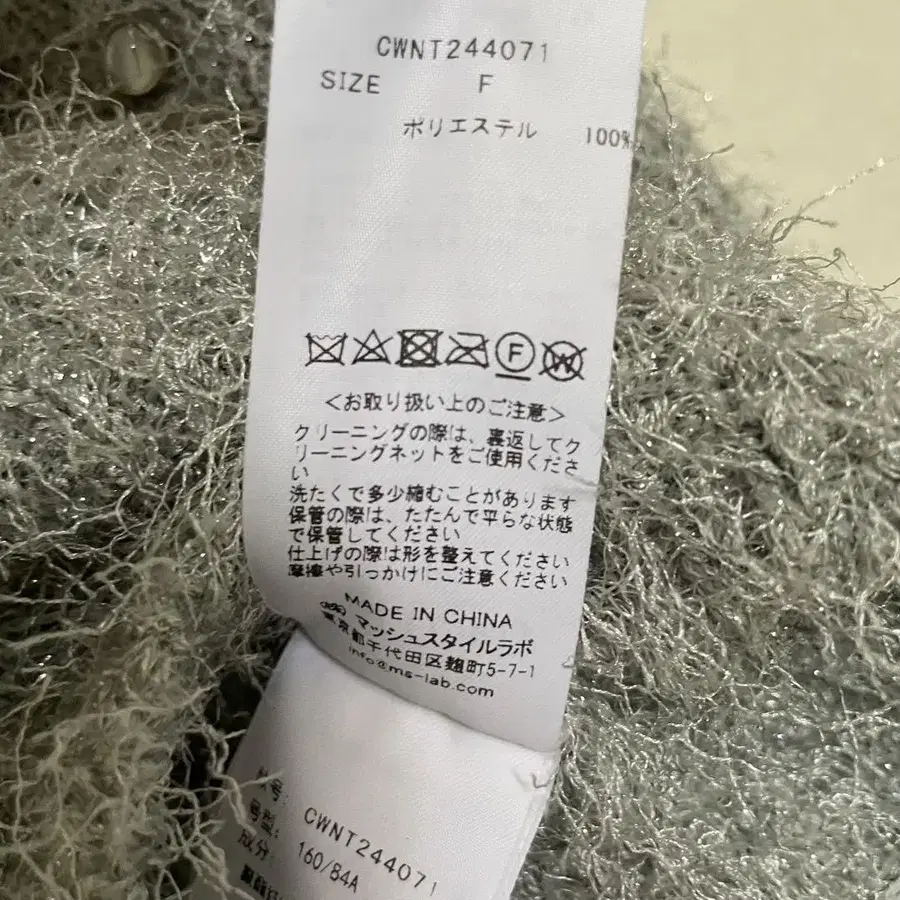 CWNT244071
SIZE F
ポリエステル 100%
F
W
<お取り扱い上のご注意>
クリーニングの際は、裏返してク
リーニングネットをご使用くださ
い
洗たくで多少縮むことがあります
保管の際は、たたんで平らな状態
で保管してください
仕上げの際は形を整えてください
摩擦や引っかけにご注意ください
MADE IN CHINA
(株)マッシュスタイルラボ
東京都千代田区麹町5-7-1
info@ms-lab.com
号: CWNT244071
号型: 160/84A
成分: